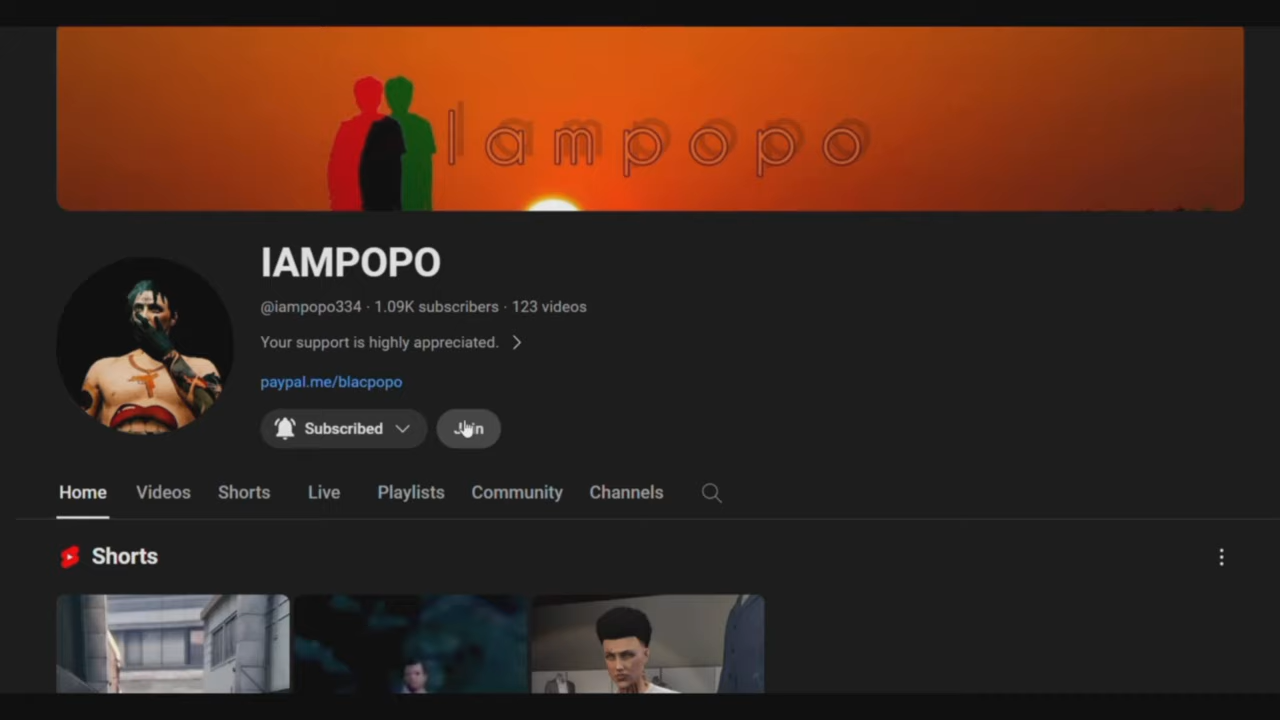 Iampopo
IAMPOPO
@iampopo334 · 1.09K subscribers · 123 videos
Your support is highly appreciated.
paypal.me/blacpopo
Subscribed
Home Videos Shorts Live Playlists Community Channels
Shorts